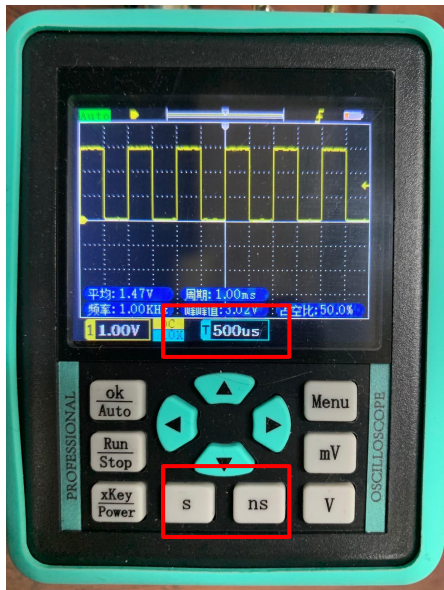 Auto
平均:1.47V 周期:1.00ms
频率:1.00KHz 峰峰值:3.02V 占空比:50.0%
1 1.00V DC 10X T 500us
PROFESSIONAL
OSCILLOSCOPE
ok Menu
Auto
Run mV
Stop
xKey s ns V
Power